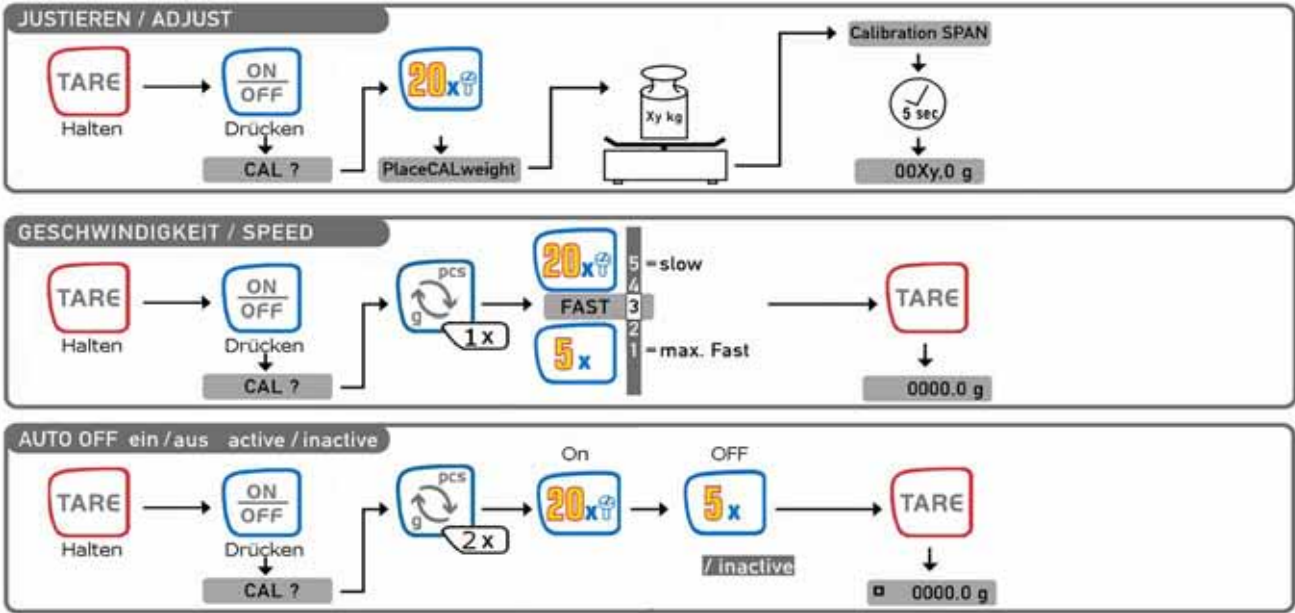 JUSTIEREN / ADJUST
TARE
Halten
ON
OFF
Drücken
CAL ?
20x
PlaceCALweight
Xy kg
Calibration SPAN
5 sec
00Xy,0 g
GESCHWINDIGKEIT / SPEED
TARE
Halten
ON
OFF
Drücken
CAL ?
pcs
g
1x
20x
FAST
5x
5 =slow
4
3
2
1 =max. Fast
TARE
0000.0 g
AUTO OFF ein/aus active/inactive
TARE
Halten
ON
OFF
Drücken
CAL ?
pcs
g
2x
On
20x
OFF
5x
/ inactive
TARE
0000.0 g